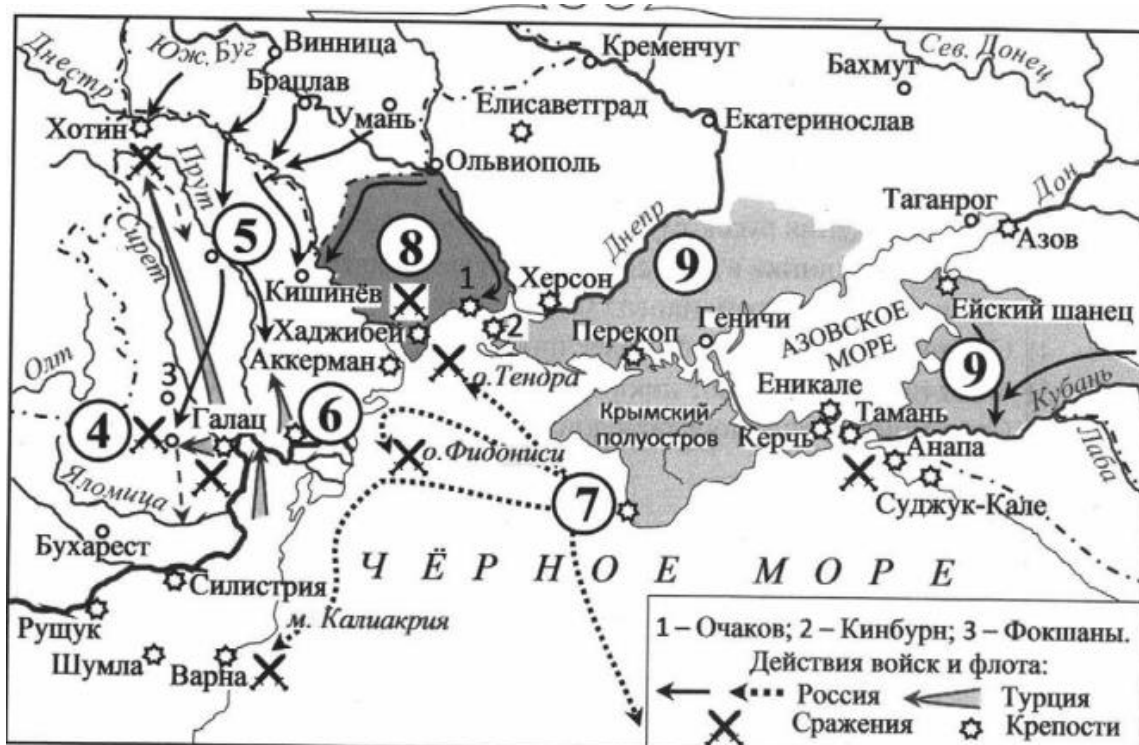 Днестр
Юж. Буг
Винница
Кременчуг
Сев. Донец
Бахмут
Брацлав
Елисаветград
Хотин
Умань
Екатеринослав
Ольвиополь
Прут
Сирет
Таганрог
Дон
5
8
Днепр
9
Азов
1
Херсон
Кишинёв
Ейский шанец
Хаджибей
2
Перекоп
Геничи
АЗОВСКОЕ
МОРЕ
Олт
Аккерман
о. Тендра
9
3
Еникале
Кубань
4
Галац
6
Крымский
полуостров
Тамань
Керчь
Анапа
Лаба
о. Фидониси
Яломица
7
Суджук-Кале
Бухарест
ЧЁРНОЕ МОРЕ
Силистрия
Рущук
м. Калиакрия
Шумла
Варна
1 – Очаков; 2 – Кинбурн; 3 – Фокшаны.
Действия войск и флота:
Россия
Турция
Сражения
Крепости